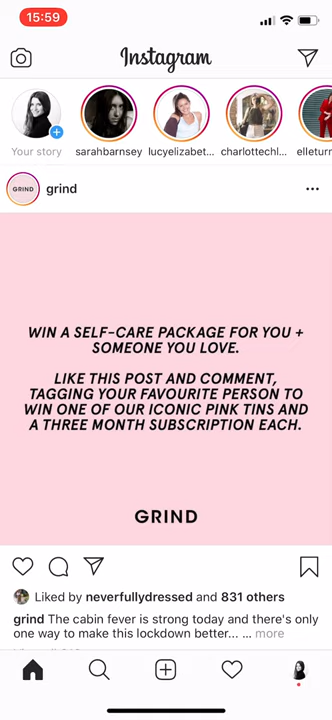 15:59
Instagram
Your story
sarahbarnsey
lucyelizabet...
charlottechl...
elleturn
GRIND
grind
WIN A SELF-CARE PACKAGE FOR YOU +
SOMEONE YOU LOVE.
LIKE THIS POST AND COMMENT,
TAGGING YOUR FAVOURITE PERSON TO
WIN ONE OF OUR ICONIC PINK TINS AND
A THREE MONTH SUBSCRIPTION EACH.
GRIND
Liked by neverfullydressed and 831 others
grind The cabin fever is strong today and there's only
one way to make this lockdown better... ... more